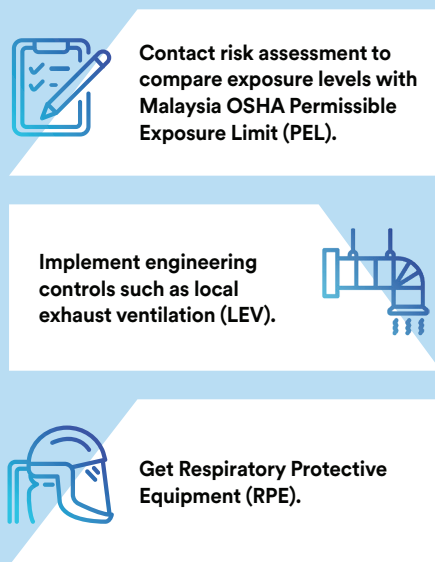 Contact risk assessment to
compare exposure levels with
Malaysia OSHA Permissible
Exposure Limit (PEL).
Implement engineering
controls such as local
exhaust ventilation (LEV).
Get Respiratory Protective
Equipment (RPE).